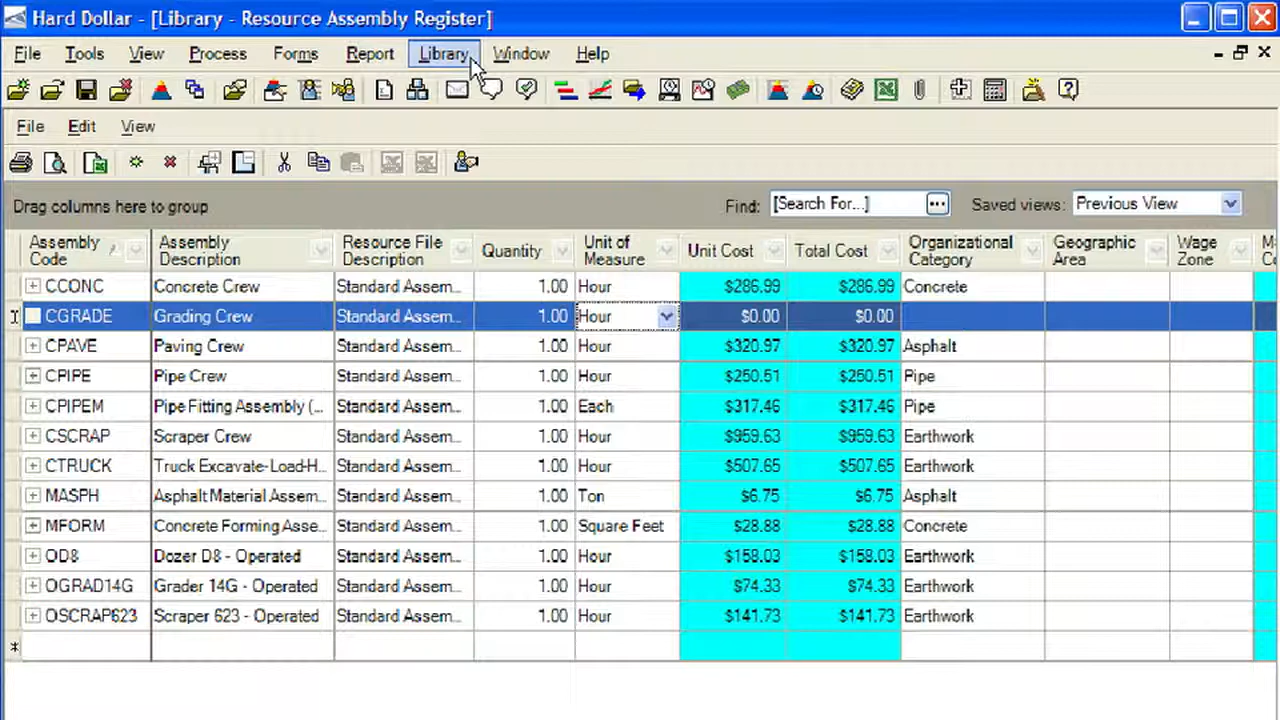 Hard Dollar - [Library - Resource Assembly Register]
File Tools View Process Forms Report Library Window Help
File Edit View
Drag columns here to group Find: [Search For...] Saved views: Previous View
Assembly Code Assembly Description Resource File Description Quantity Unit of Measure Unit Cost Total Cost Organizational Category Geographic Area Wage Zone
CCONC Concrete Crew Standard Assem... 1.00 Hour $286.99 $286.99 Concrete
CGRADE Grading Crew Standard Assem... 1.00 Hour $0.00 $0.00
CPAVE Paving Crew Standard Assem... 1.00 Hour $320.97 $320.97 Asphalt
CPIPE Pipe Crew Standard Assem... 1.00 Hour $250.51 $250.51 Pipe
CPIPEM Pipe Fitting Assembly (... Standard Assem... 1.00 Each $317.46 $317.46 Pipe
CSCRAP Scraper Crew Standard Assem... 1.00 Hour $959.63 $959.63 Earthwork
CTRUCK Truck Excavate-Load-H... Standard Assem... 1.00 Hour $507.65 $507.65 Earthwork
MASPH Asphalt Material Assem... Standard Assem... 1.00 Ton $6.75 $6.75 Asphalt
MFORM Concrete Forming Asse... Standard Assem... 1.00 Square Feet $28.88 $28.88 Concrete
OD8 Dozer D8 - Operated Standard Assem... 1.00 Hour $158.03 $158.03 Earthwork
OGRAD14G Grader 14G - Operated Standard Assem... 1.00 Hour $74.33 $74.33 Earthwork
OSCRAP623 Scraper 623 - Operated Standard Assem... 1.00 Hour $141.73 $141.73 Earthwork